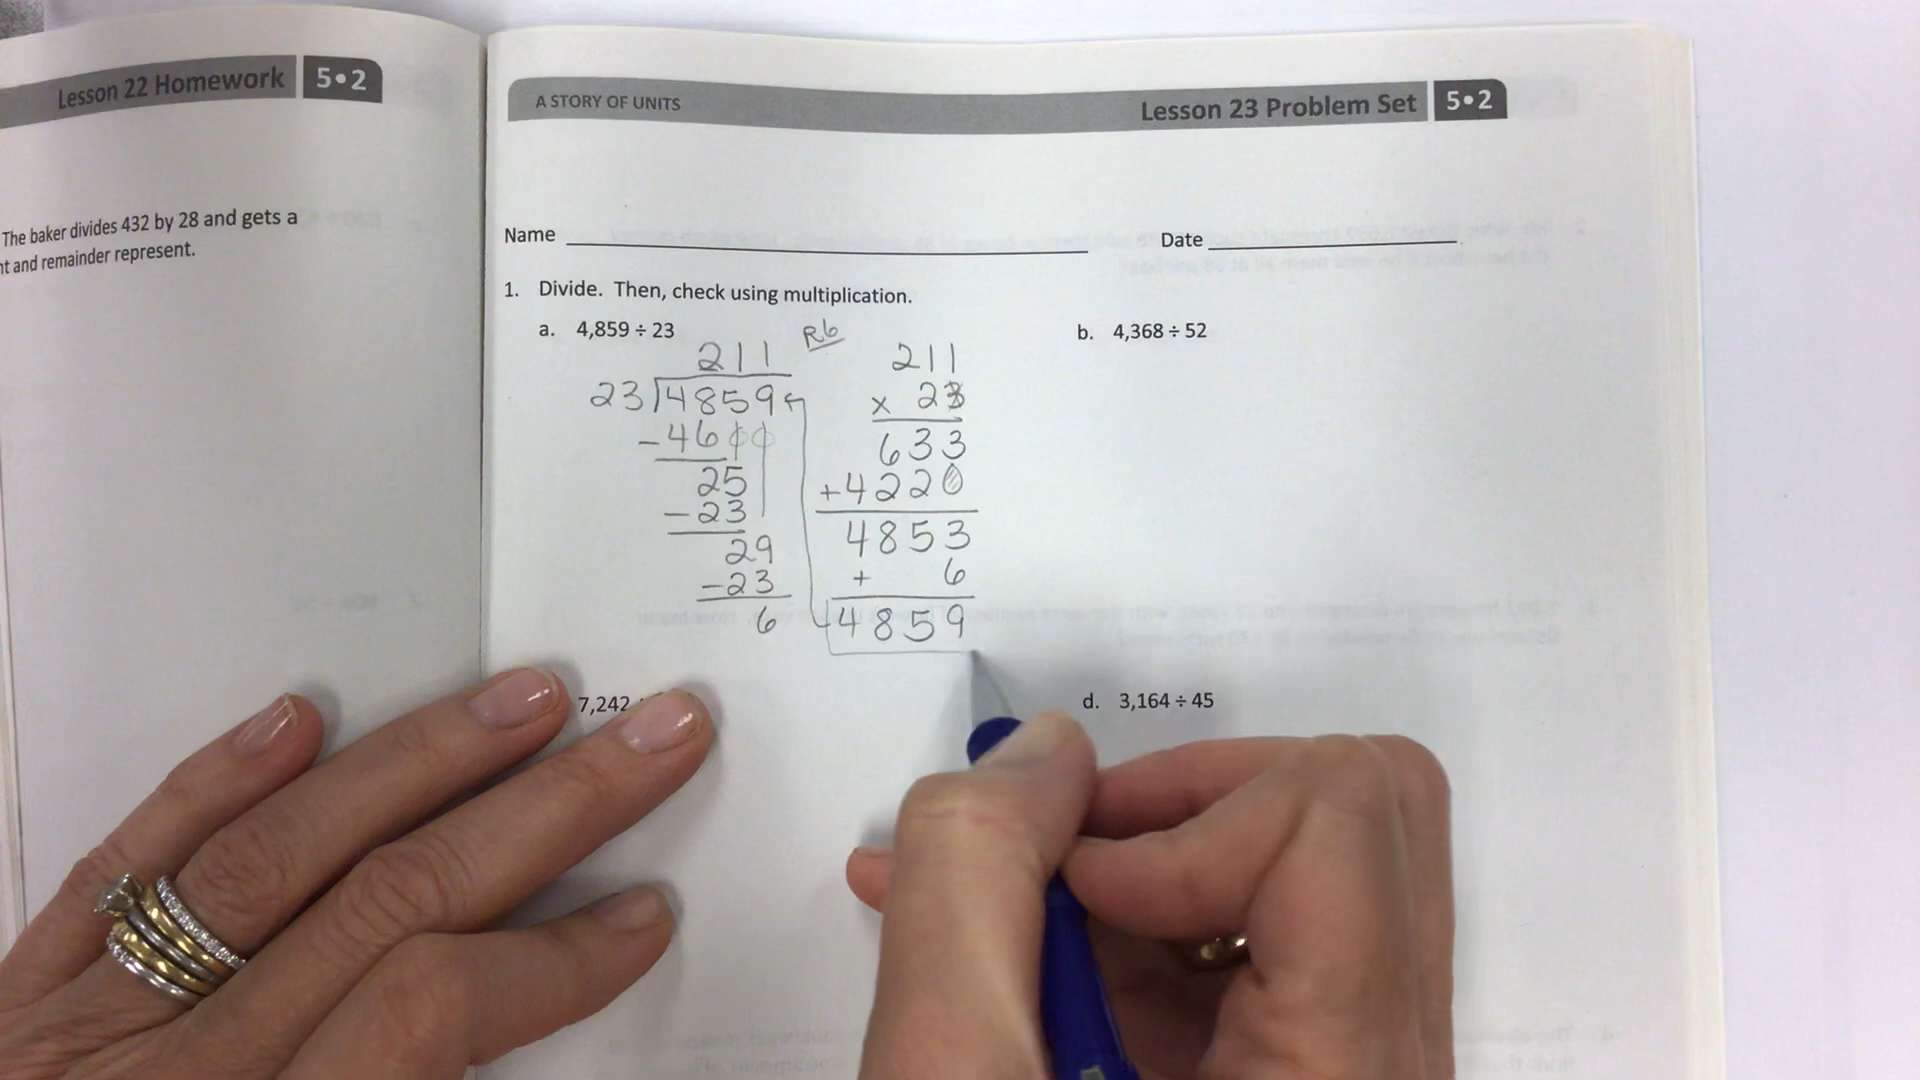 Lesson 22 Homework 5•2
The baker divides 432 by 28 and gets a
nt and remainder represent.
A STORY OF UNITS
Lesson 23 Problem Set 5•2
Name
Date
1. Divide. Then, check using multiplication.
a. 4,859 ÷ 23
211 R6
23)4859
-46
25
-23
29
-23
6
211
x 23
633
+4220
4853
+ 6
4859
b. 4,368 ÷ 52
7,242
d. 3,164 ÷ 45